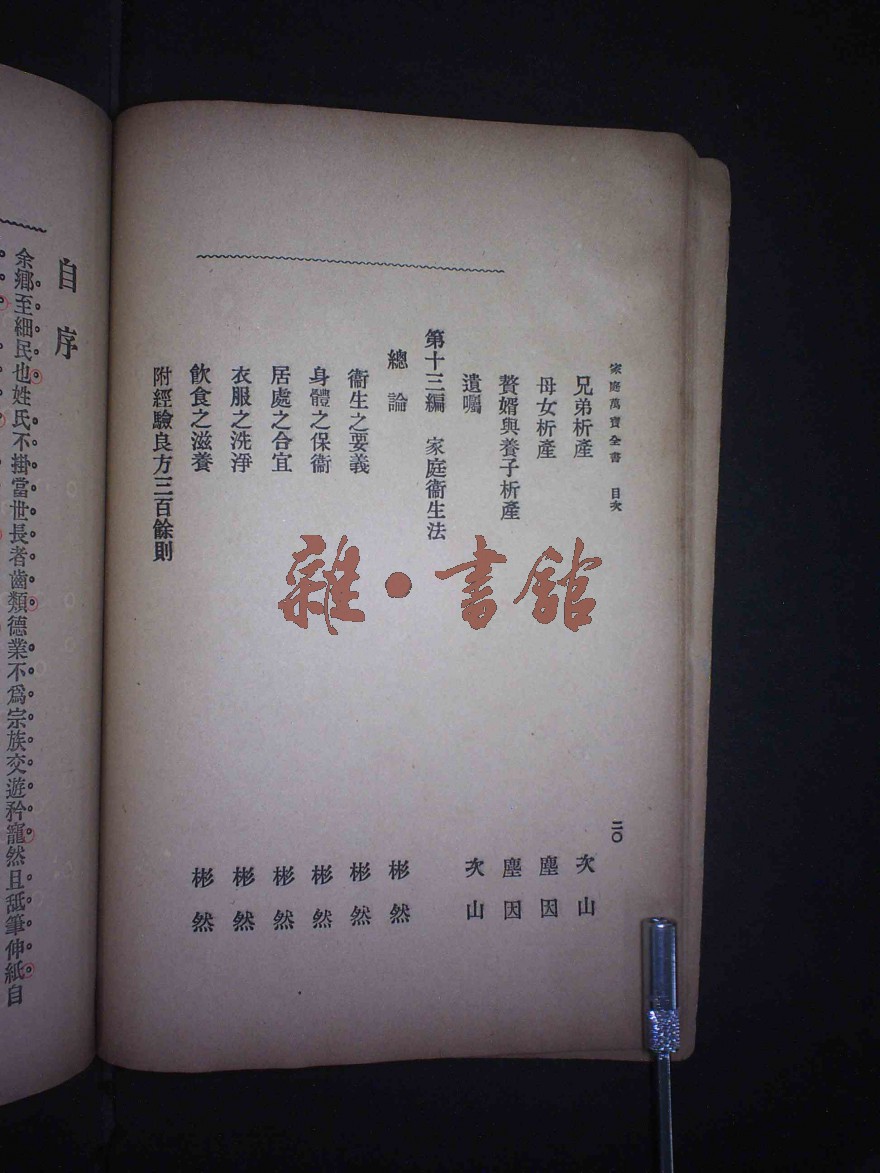 家庭萬寶全書 目次 二〇
兄弟析產 次山
母女析產 塵因
贅婿與養子析產 塵因
遺囑 次山
第十三編 家庭衞生法
總論 彬然
衞生之要義 彬然
身體之保衞 彬然
居處之合宜 彬然
衣服之洗淨 彬然
飲食之滋養 彬然
附經驗良方三百餘則
雜·書館
自序
余鄉。至細。民。也。姓氏不掛當世長者齒類。德業不。爲宗族。交遊。矜寵。然且。舐筆。伸紙。自